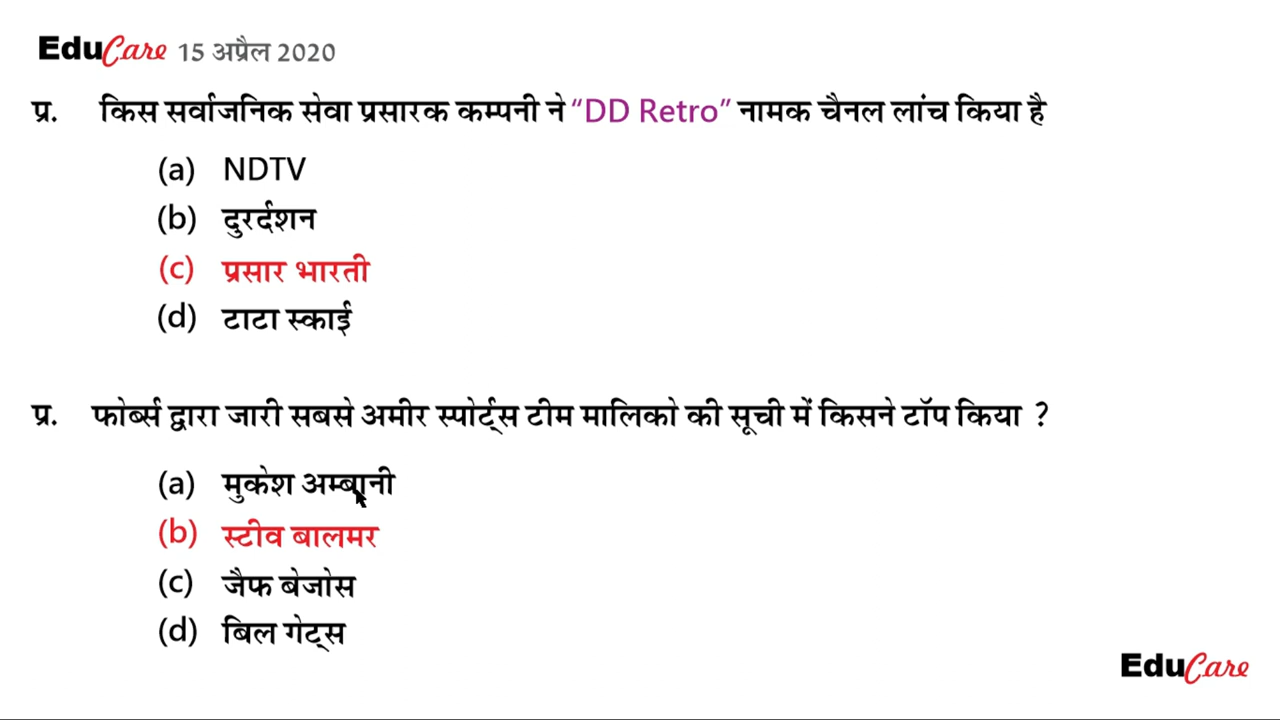 EduCare 15 अप्रैल 2020
प्र. किस सर्वाजनिक सेवा प्रसारक कम्पनी ने “DD Retro” नामक चैनल लांच किया है
(a) NDTV
(b) दुरर्दशन
(c) प्रसार भारती
(d) टाटा स्काई
प्र. फोर्ब्स द्वारा जारी सबसे अमीर स्पोर्ट्स टीम मालिको की सूची में किसने टॉप किया ?
(a) मुकेश अम्बानी
(b) स्टीव बालमर
(c) जैफ बेजोस
(d) बिल गेट्स
EduCare